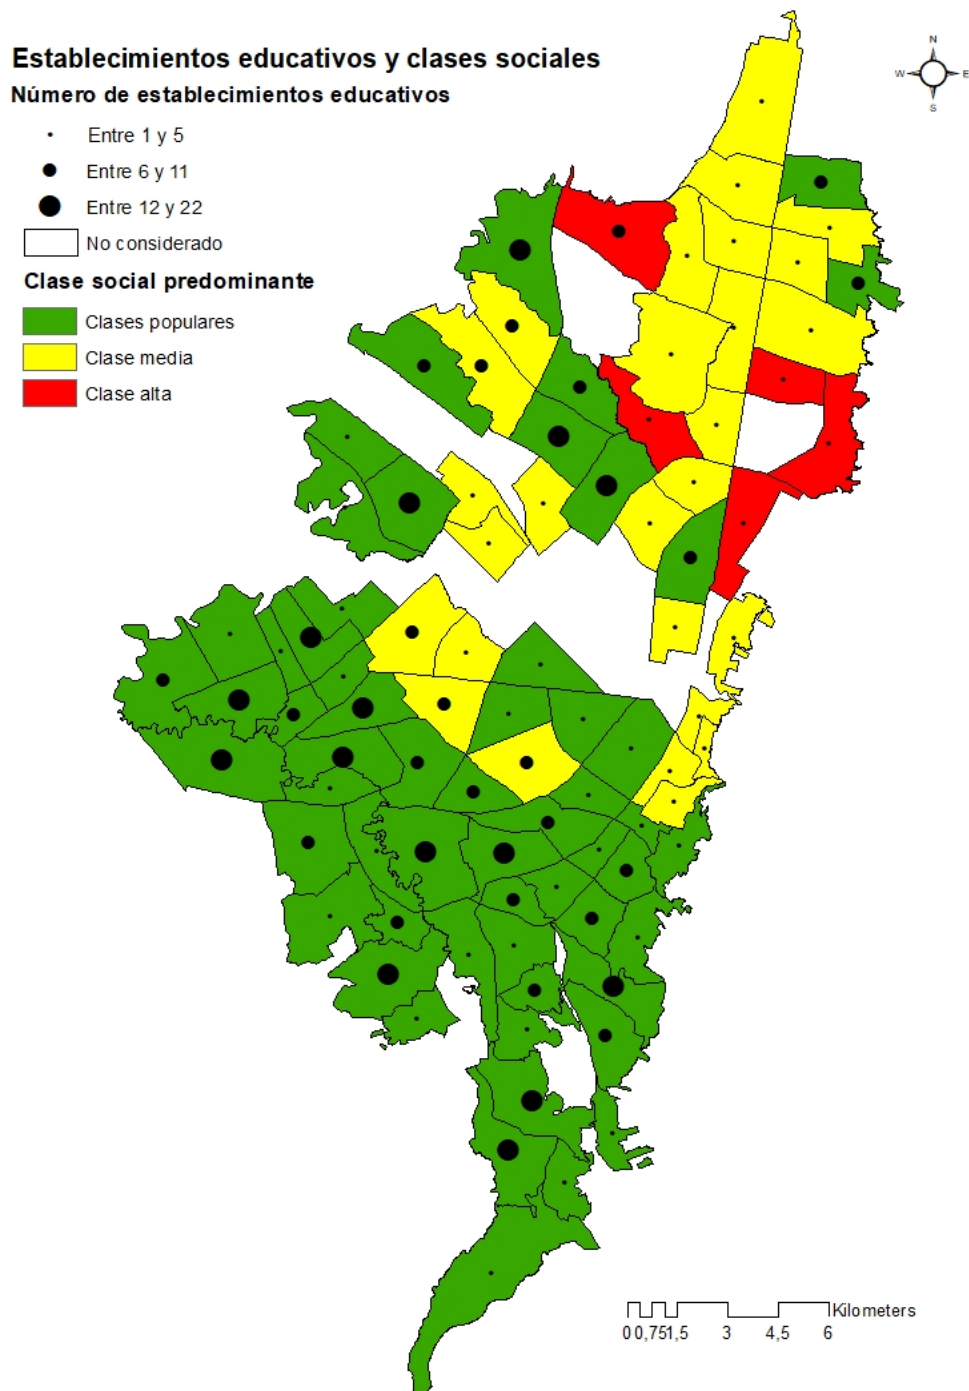 Establecimientos educativos y clases sociales
Número de establecimientos educativos
Entre 1 y 5
Entre 6 y 11
Entre 12 y 22
No considerado
Clase social predominante
Clases populares
Clase media
Clase alta
N
W E
S
Kilometers
0 0,75 1,5 3 4,5 6